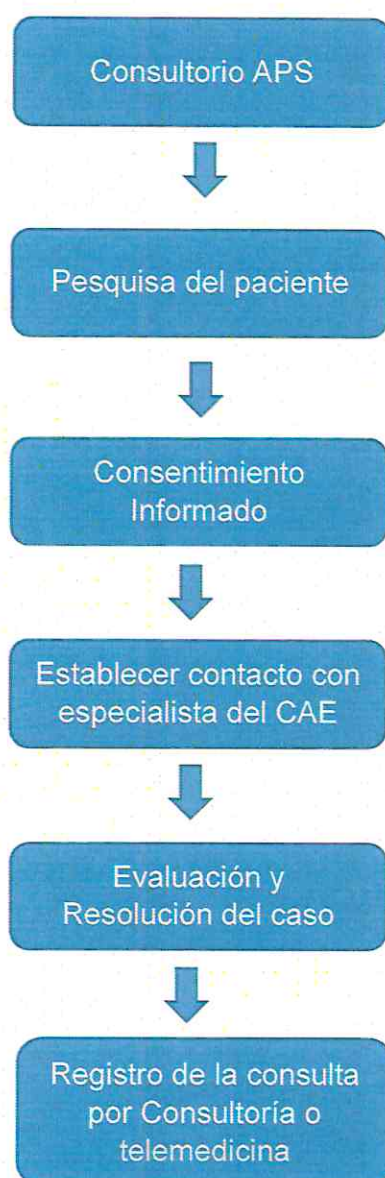 Consultorio APS
Pesquisa del paciente
Consentimiento
Informado
Establecer contacto con
especialista del CAE
Evaluación y
Resolución del caso
Registro de la consulta
por Consultoría o
telemedicina